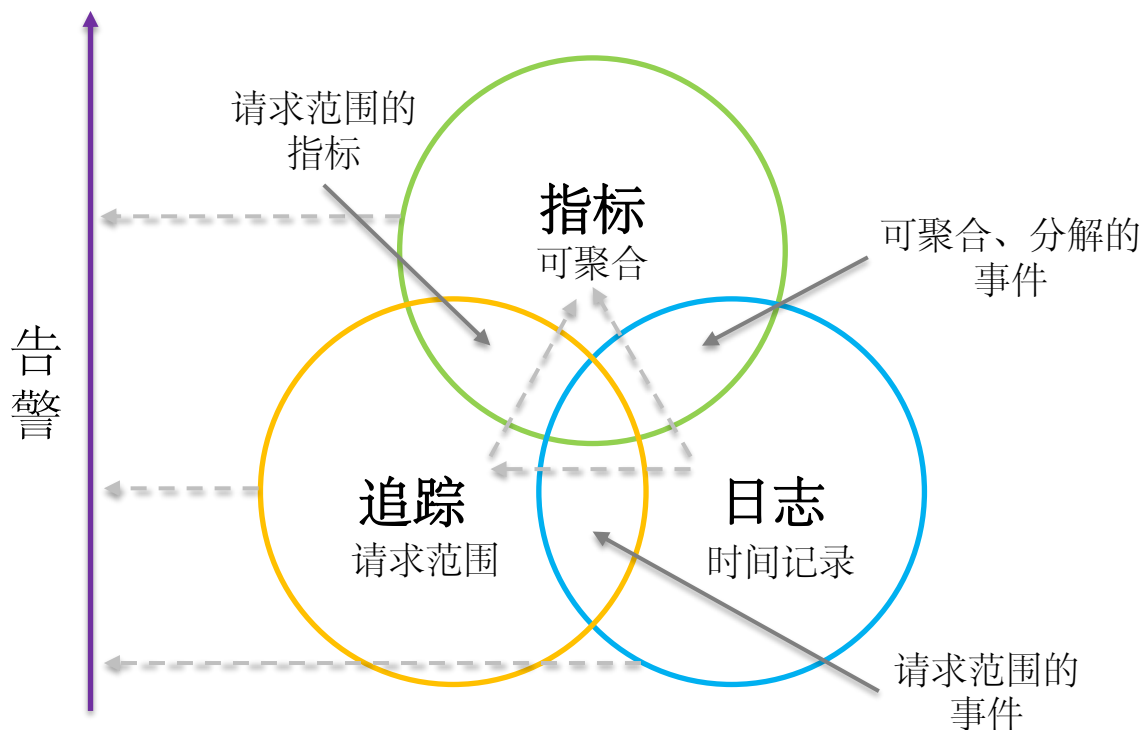 请求范围的
指标
指标
可聚合
可聚合、分解的
事件
告
警
追踪
请求范围
日志
时间记录
请求范围的
事件